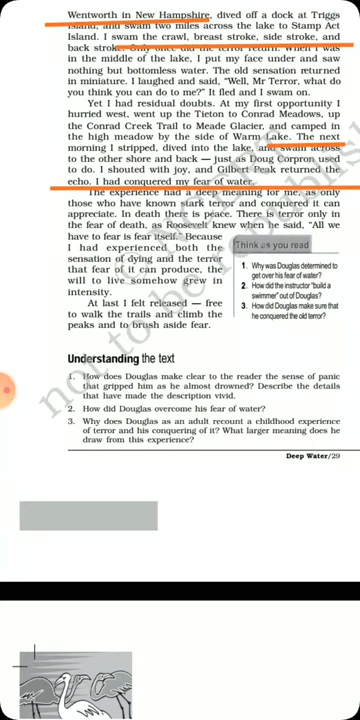 Wentworth in New Hampshire, dived off a dock at Triggs
Island, and swam two miles across the lake to Stamp Act
Island. I swam the crawl, breast stroke, side stroke, and
back stroke. Only once did the terror return. When I was
in the middle of the lake, I put my face under and saw
nothing but bottomless water. The old sensation returned
in miniature. I laughed and said, “Well, Mr Terror, what do
you think you can do to me?” It fled and I swam on.
Yet I had residual doubts. At my first opportunity I
hurried west, went up the Tieton to Conrad Meadows, up
the Conrad Creek Trail to Meade Glacier, and camped in
the high meadow by the side of Warm Lake. The next
morning I stripped, dived into the lake, and swam across
to the other shore and back — just as Doug Corpron used
to do. I shouted with joy, and Gilbert Peak returned the
echo. I had conquered my fear of water.
The experience had a deep meaning for me, as only
those who have known stark terror and conquered it can
appreciate. In death there is peace. There is terror only
in the fear of death, as Roosevelt knew when he said, “All we
have to fear is fear itself.” Because
I had experienced both the
sensation of dying and the terror
that fear of it can produce, the
will to live somehow grew in
intensity.
At last I felt released — free
to walk the trails and climb the
peaks and to brush aside fear.
Think as you read
1. Why was Douglas determined to
get over his fear of water?
2. How did the instructor “build a
swimmer” out of Douglas?
3. How did Douglas make sure that
he conquered the old terror?
Understanding the text
1. How does Douglas make clear to the reader the sense of panic
that gripped him as he almost drowned? Describe the details
that have made the description vivid.
2. How did Douglas overcome his fear of water?
3. Why does Douglas as an adult recount a childhood experience
of terror and his conquering of it? What larger meaning does he
draw from this experience?
Deep Water/29
not to be republished